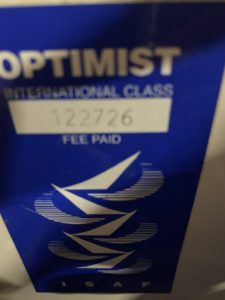 OPTIMIST
INTERNATIONAL CLASS
122726
FEE PAID
ISAF